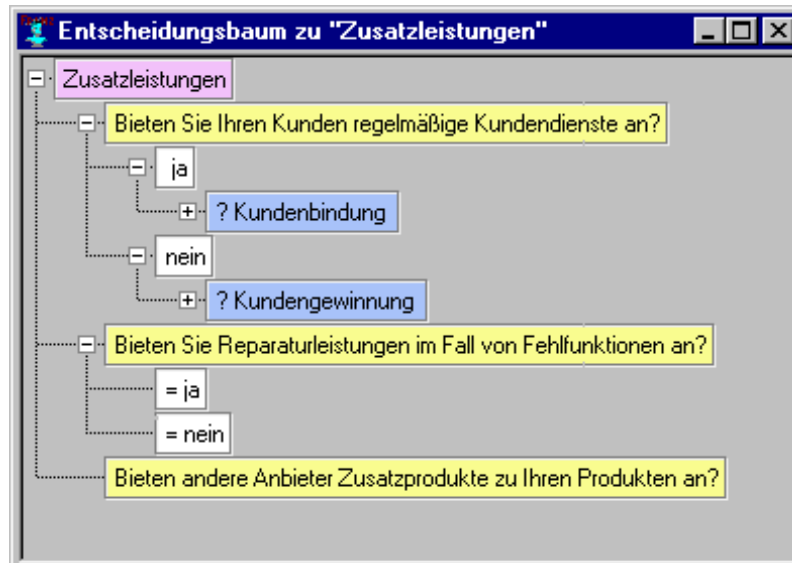 Entscheidungsbaum zu "Zusatzleistungen"
Zusatzleistungen
Bieten Sie Ihren Kunden regelmäßige Kundendienste an?
ja
? Kundenbindung
nein
? Kundengewinnung
Bieten Sie Reparaturleistungen im Fall von Fehlfunktionen an?
= ja
= nein
Bieten andere Anbieter Zusatzprodukte zu Ihren Produkten an?